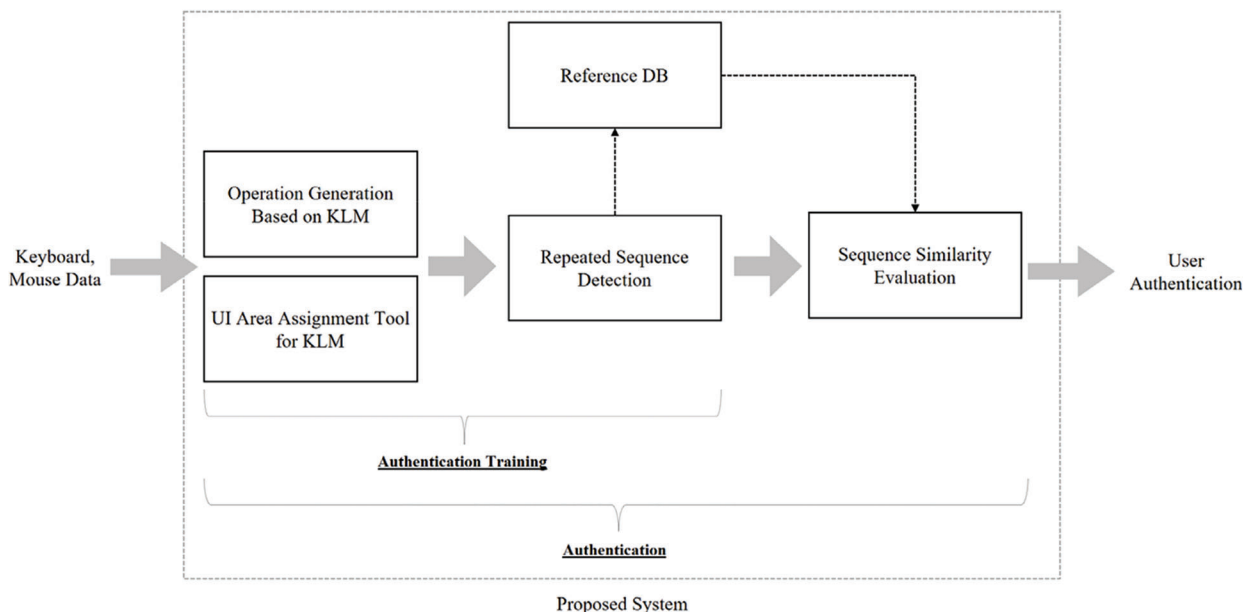 Reference DB
Operation Generation
Based on KLM
Keyboard,
Mouse Data
UI Area Assignment Tool
for KLM
Repeated Sequence
Detection
Sequence Similarity
Evaluation
User
Authentication
Authentication Training
Authentication
Proposed System